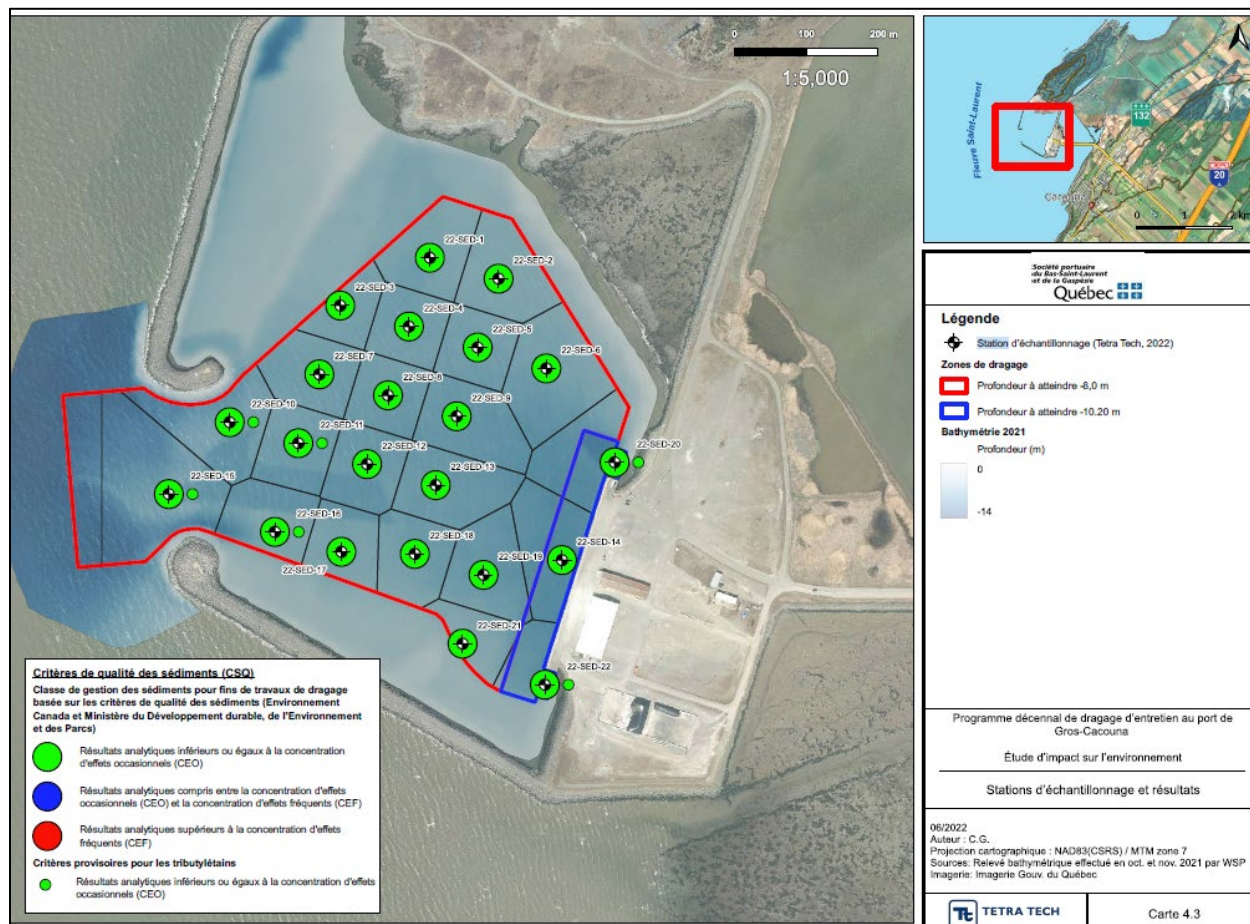 0 100 200 m
1:5,000
22-SED-1
22-SED-2
22-SED-3
22-SED-4
22-SED-5
22-SED-6
22-SED-7
22-SED-8
22-SED-9
22-SED-10
22-SED-11
22-SED-12
22-SED-13
22-SED-20
22-SED-15
22-SED-16
22-SED-17
22-SED-18
22-SED-19
22-SED-14
22-SED-21
22-SED-22
Critères de qualité des sédiments (CSQ)
Classe de gestion des sédiments pour fins de travaux de dragage
basée sur les critères de qualité des sédiments (Environnement
Canada et Ministère du Développement durable, de l'Environnement
et des Parcs)
Résultats analytiques inférieurs ou égaux à la concentration
d'effets occasionnels (CEO)
Résultats analytiques compris entre la concentration d'effets
occasionnels (CEO) et la concentration d'effets fréquents (CEF)
Résultats analytiques supérieurs à la concentration d'effets
fréquents (CEF)
Critères provisoires pour les tributylétains
Résultats analytiques inférieurs ou égaux à la concentration d'effets
occasionnels (CEO)
Fleuve Saint-Laurent
132
20
Cacouna
0 1 2 km
Société portuaire
du Bas-Saint-Laurent
et de la Gaspésie
Québec
Légende
Station d'échantillonnage (Tetra Tech, 2022)
Zones de dragage
Profondeur à atteindre -8,0 m
Profondeur à atteindre -10.20 m
Bathymétrie 2021
Profondeur (m)
0
-14
Programme décennal de dragage d'entretien au port de
Gros-Cacouna
Étude d'impact sur l'environnement
Stations d'échantillonnage et résultats
06/2022
Auteur : C.G.
Projection cartographique : NAD83(CSRS) / MTM zone 7
Sources: Relevé bathymétrique effectué en oct. et nov. 2021 par WSP
Imagerie: Imagerie Gouv. du Québec
TETRA TECH
Carte 4.3